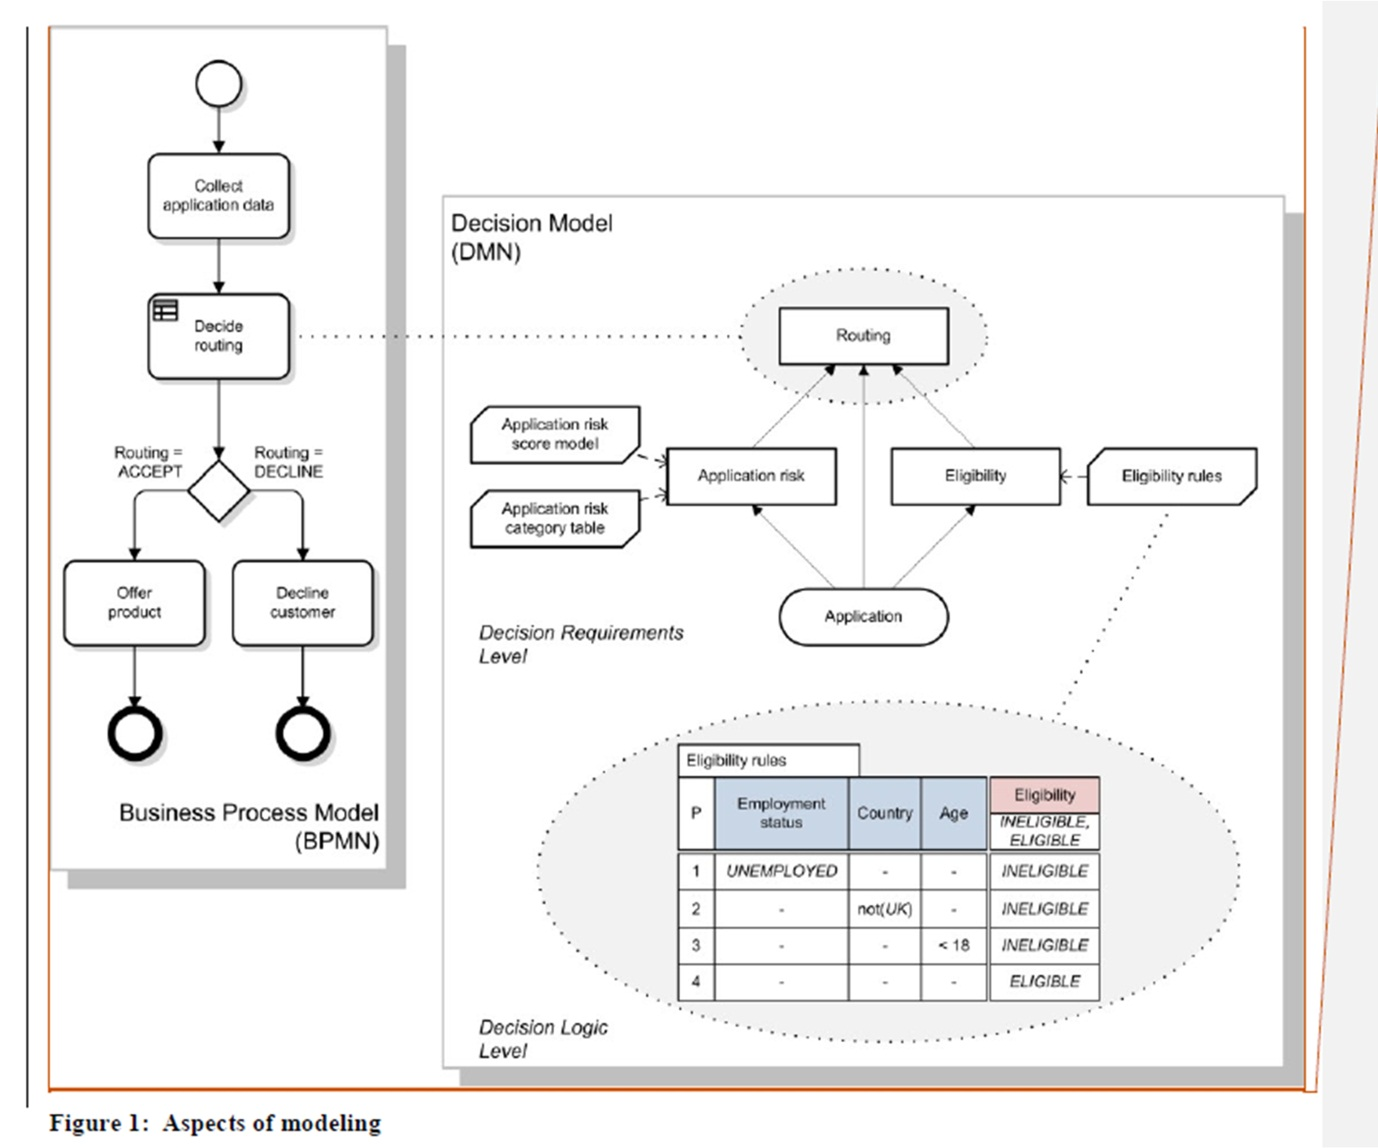 Collect
application data
Decide
routing
Routing =
ACCEPT
Routing =
DECLINE
Offer
product
Decline
customer
Business Process Model
(BPMN)
Decision Model
(DMN)
Routing
Application risk
score model
Application risk
category table
Application risk
Eligibility
Eligibility rules
Application
Decision Requirements
Level
Eligibility rules
P
Employment
status
Country
Age
Eligibility
INELIGIBLE,
ELIGIBLE
1 UNEMPLOYED - - INELIGIBLE
2 - not(UK) - INELIGIBLE
3 - - < 18 INELIGIBLE
4 - - - ELIGIBLE
Decision Logic
Level
Figure 1: Aspects of modeling